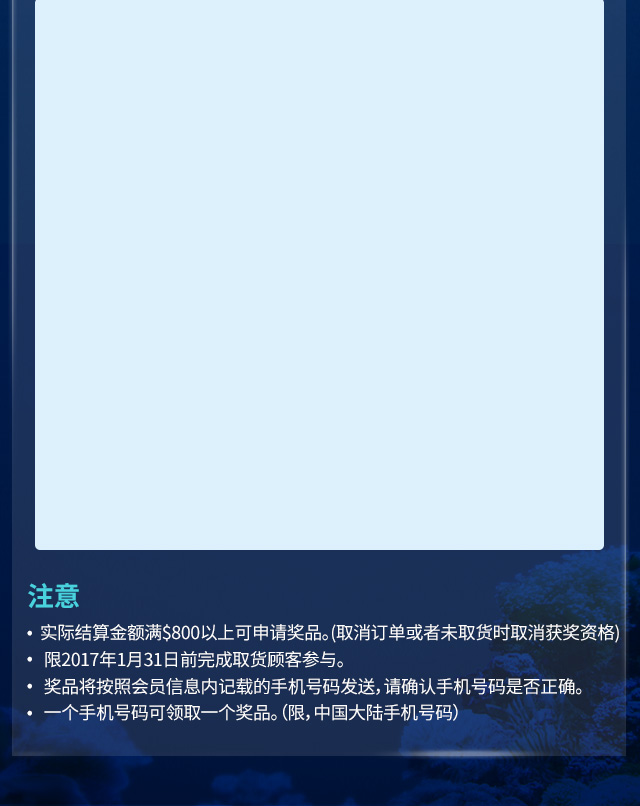 注意
• 实际结算金额满$800以上可申请奖品。(取消订单或者未取货时取消获奖资格)
• 限2017年1月31日前完成取货顾客参与。
• 奖品将按照会员信息内记载的手机号码发送, 请确认手机号码是否正确。
• 一个手机号码可领取一个奖品。(限, 中国大陆手机号码)